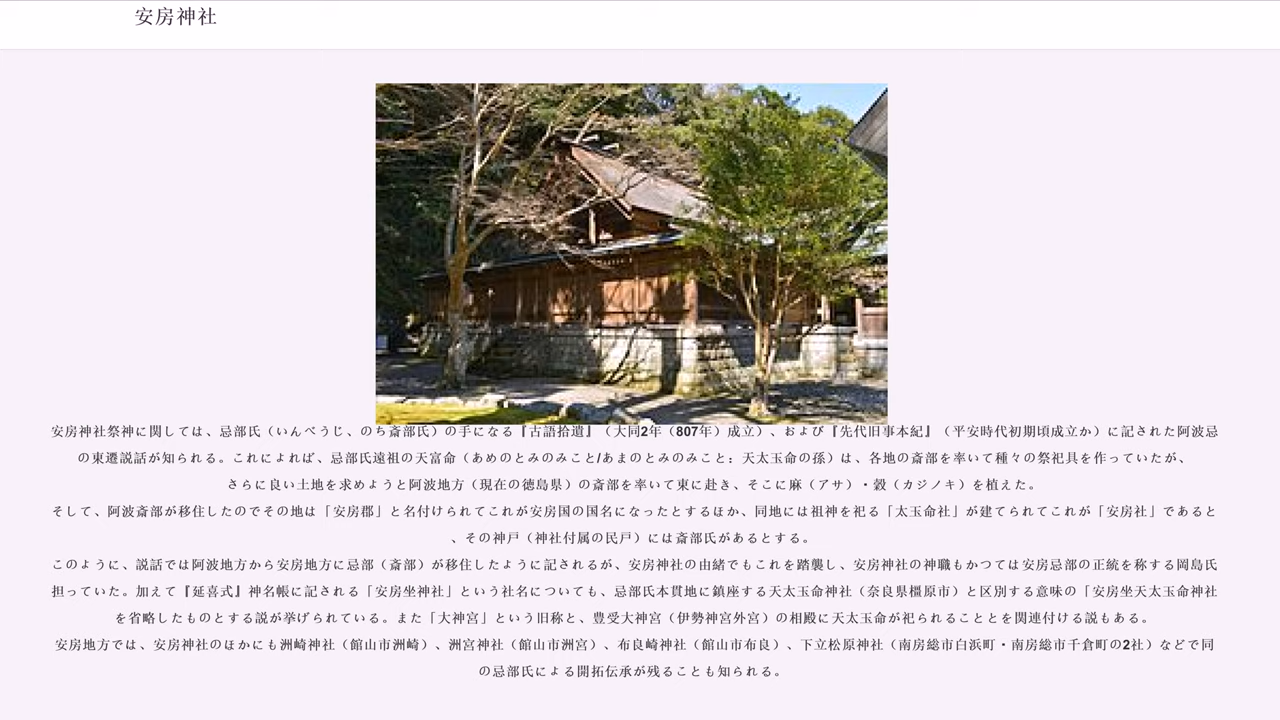 安房神社
安房神社祭神に関しては、忌部氏（いんべうじ、のち斎部氏）の手になる『古語拾遺』（大同2年（807年）成立）、および『先代旧事本紀』（平安時代初期頃成立か）に記された阿波忌
の東遷説話が知られる。これによれば、忌部氏遠祖の天富命（あめのとみのみこと/あまのとみのみこと：天太玉命の孫）は、各地の斎部を率いて種々の祭祀具を作っていたが、
さらに良い土地を求めようと阿波地方（現在の徳島県）の斎部を率いて東に赴き、そこに麻（アサ）・穀（カジノキ）を植えた。
そして、阿波斎部が移住したのでその地は「安房郡」と名付けられてこれが安房国の国名になったとするほか、同地には祖神を祀る「太玉命社」が建てられてこれが「安房社」であると
、その神戸（神社付属の民戸）には斎部氏があるとする。
このように、説話では阿波地方から安房地方に忌部（斎部）が移住したように記されるが、安房神社の由緒でもこれを踏襲し、安房神社の神職もかつては安房忌部の正統を称する岡島氏
担っていた。加えて『延喜式』神名帳に記される「安房坐神社」という社名についても、忌部氏本貫地に鎮座する天太玉命神社（奈良県橿原市）と区別する意味の「安房坐天太玉命神社
を省略したものとする説が挙げられている。また「大神宮」という旧称と、豊受大神宮（伊勢神宮外宮）の相殿に天太玉命が祀られることとを関連付ける説もある。
安房地方では、安房神社のほかにも洲崎神社（館山市洲崎）、洲宮神社（館山市洲宮）、布良崎神社（館山市布良）、下立松原神社（南房総市白浜町・南房総市千倉町の2社）などで同
の忌部氏による開拓伝承が残ることも知られる。